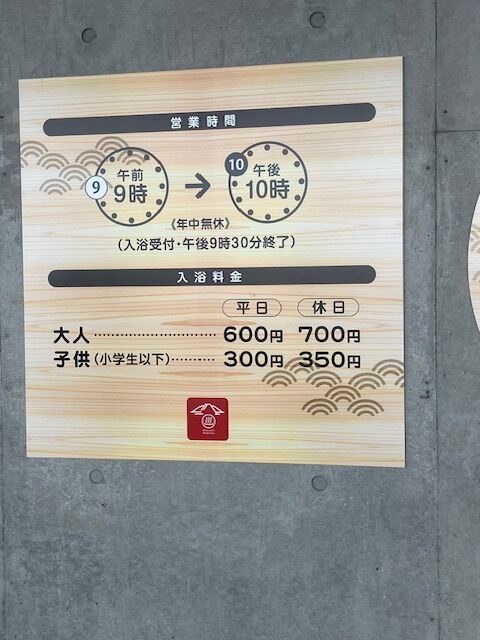 営業時間
9 午前 9時 → 10 午後 10時
《年中無休》
(入浴受付・午後9時30分終了)
入浴料金
平日 休日
大人 ………………………… 600円 700円
子供(小学生以下)……… 300円 350円